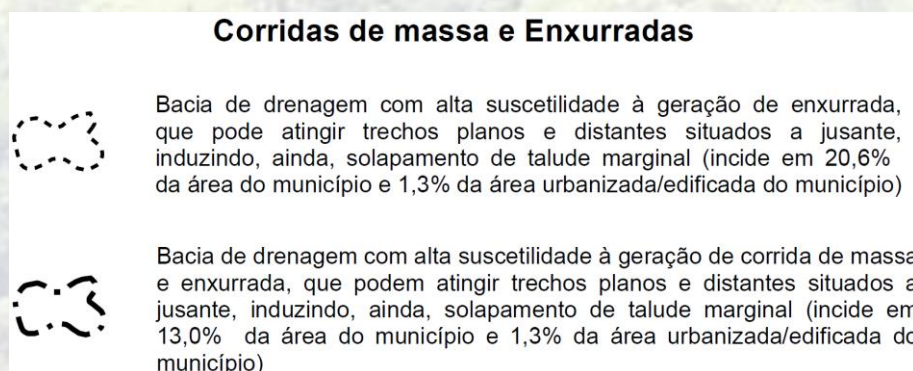 Corridas de massa e Enxurradas
Bacia de drenagem com alta suscetilidade à geração de enxurrada,
que pode atingir trechos planos e distantes situados a jusante,
induzindo, ainda, solapamento de talude marginal (incide em 20,6%
da área do município e 1,3% da área urbanizada/edificada do município)
Bacia de drenagem com alta suscetilidade à geração de corrida de massa
e enxurrada, que podem atingir trechos planos e distantes situados a
jusante, induzindo, ainda, solapamento de talude marginal (incide em
13,0% da área do município e 1,3% da área urbanizada/edificada do
município)